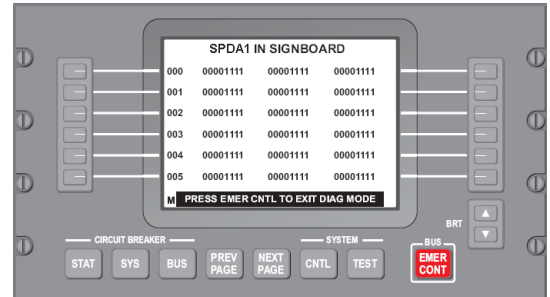 SPDA1 IN SIGNBOARD
000 00001111 00001111 00001111
001 00001111 00001111 00001111
002 00001111 00001111 00001111
003 00001111 00001111 00001111
004 00001111 00001111 00001111
005 00001111 00001111 00001111
M PRESS EMER CNTL TO EXIT DIAG MODE
BRT
CIRCUIT BREAKER
SYSTEM
BUS
STAT
SYS
BUS
PREV
PAGE
NEXT
PAGE
CNTL
TEST
EMER
CONT